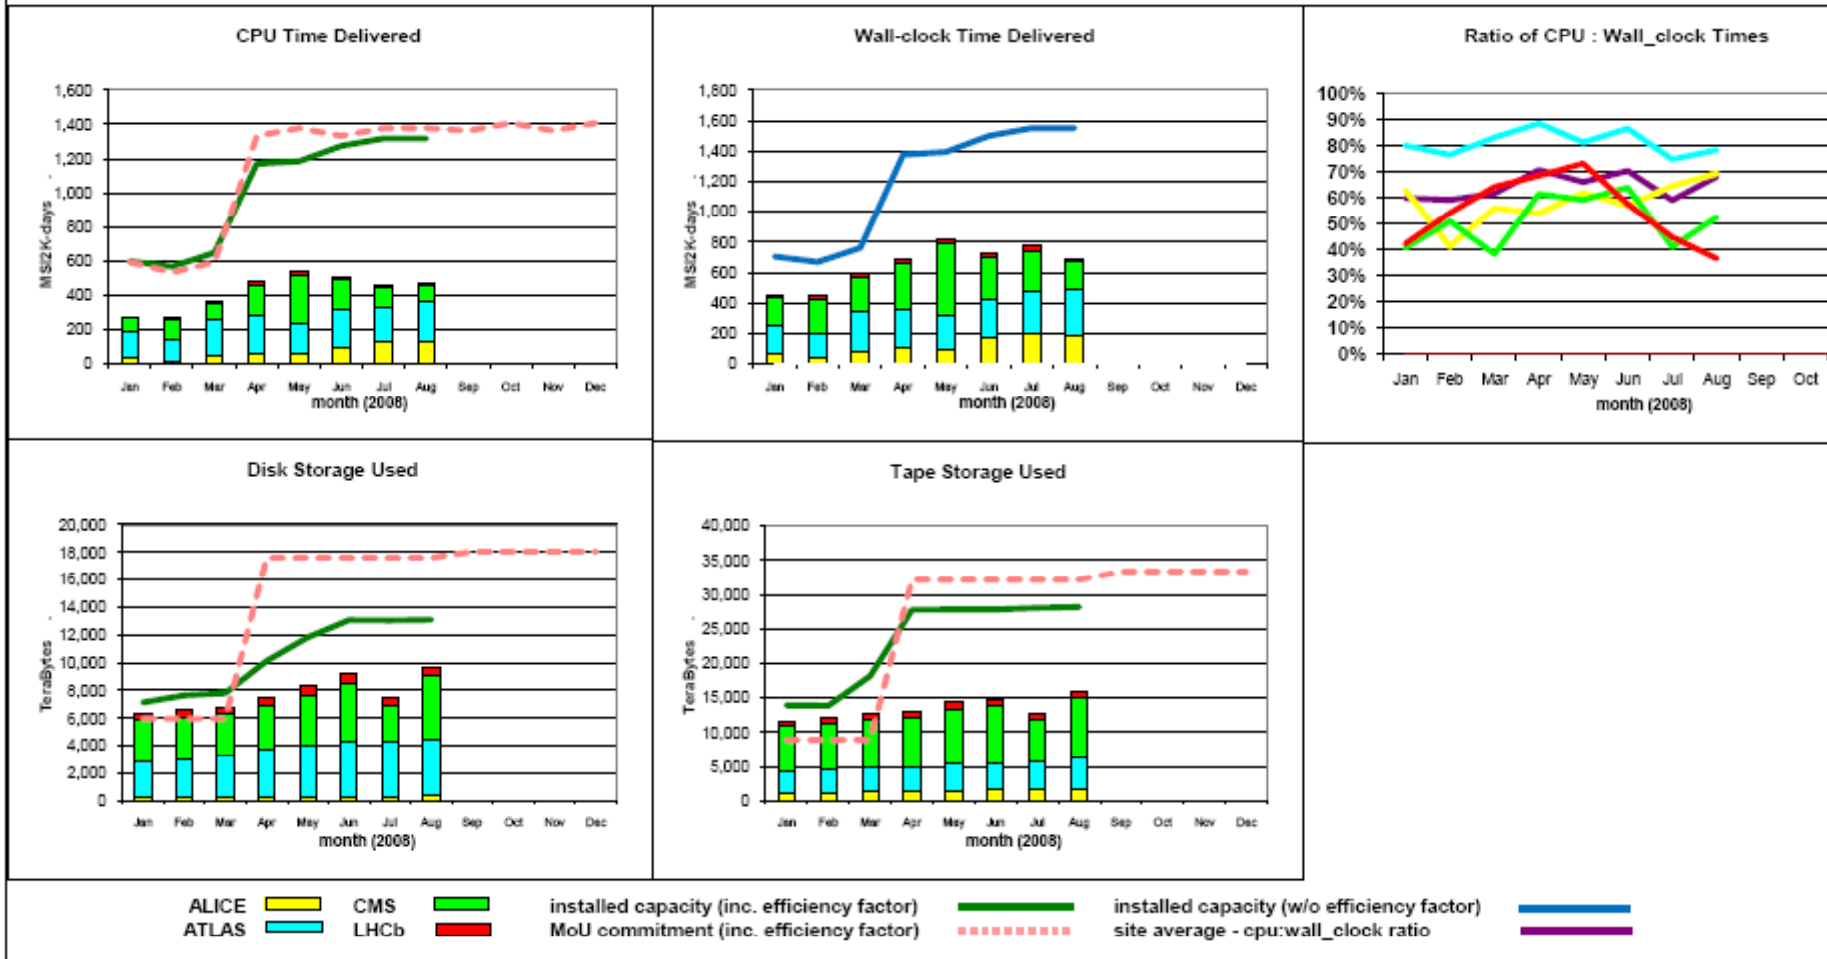 CPU Time Delivered
1,600
1,400
1,200
1,000
800
600
400
200
0
MSI2K-days
Jan Feb Mar Apr May Jun Jul Aug Sep Oct Nov Dec
month (2008)
Wall-clock Time Delivered
1,800
1,600
1,400
1,200
1,000
800
600
400
200
0
MSI2K-days
Jan Feb Mar Apr May Jun Jul Aug Sep Oct Nov Dec
month (2008)
Ratio of CPU : Wall_clock Times
100%
90%
80%
70%
60%
50%
40%
30%
20%
10%
0%
Jan Feb Mar Apr May Jun Jul Aug Sep Oct
month (2008)
Disk Storage Used
20,000
18,000
16,000
14,000
12,000
10,000
8,000
6,000
4,000
2,000
0
TeraBytes
Jan Feb Mar Apr May Jun Jul Aug Sep Oct Nov Dec
month (2008)
Tape Storage Used
40,000
35,000
30,000
25,000
20,000
15,000
10,000
5,000
0
TeraBytes
Jan Feb Mar Apr May Jun Jul Aug Sep Oct Nov Dec
month (2008)
ALICE CMS installed capacity (inc. efficiency factor) installed capacity (w/o efficiency factor)
ATLAS LHCb MoU commitment (inc. efficiency factor) site average - cpu:wall_clock ratio